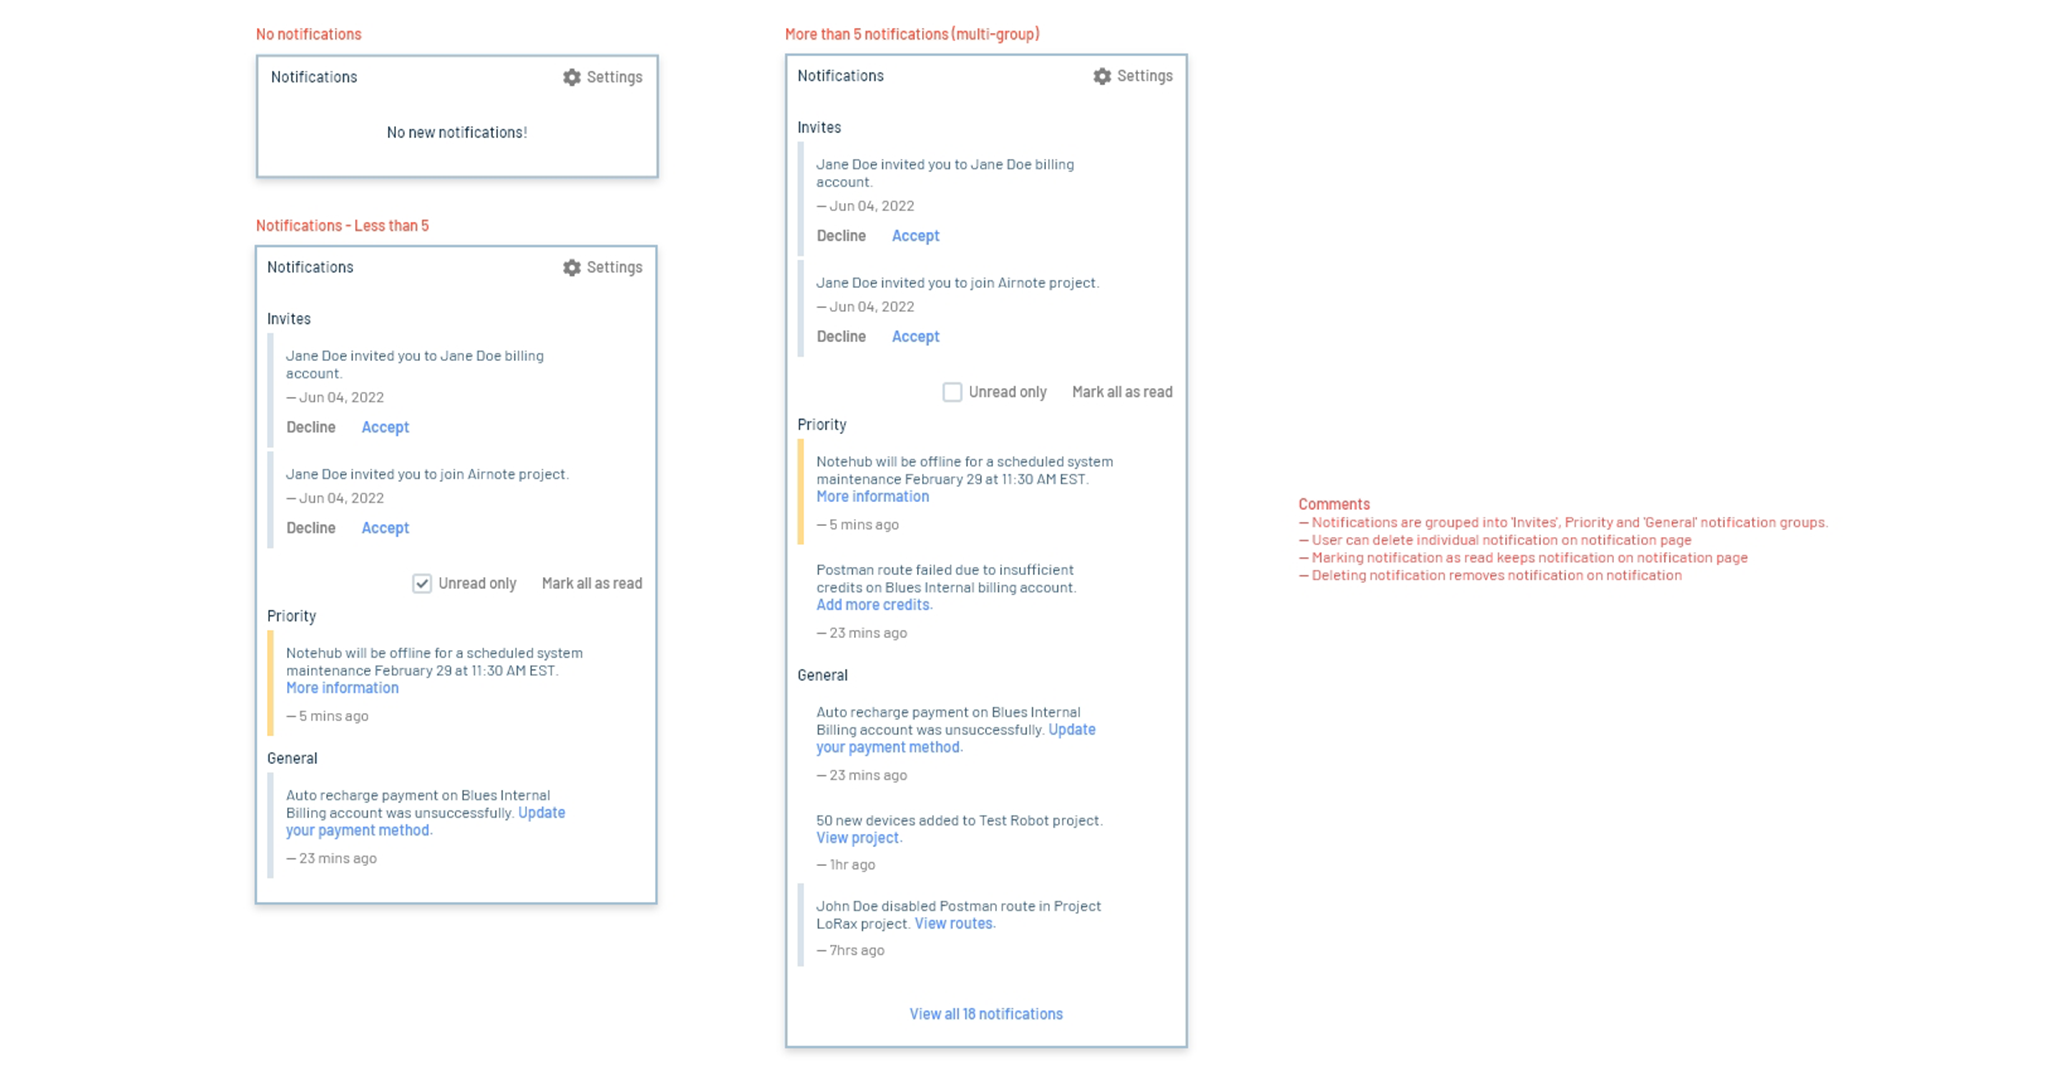 No notifications
Notifications
Settings
No new notifications!
Notifications - Less than 5
Notifications
Settings
Invites
Jane Doe invited you to Jane Doe billing
account.
— Jun 04, 2022
Decline Accept
Jane Doe invited you to join Airnote project.
— Jun 04, 2022
Decline Accept
Unread only Mark all as read
Priority
Notehub will be offline for a scheduled system
maintenance February 29 at 11:30 AM EST.
More information
— 5 mins ago
General
Auto recharge payment on Blues Internal
Billing account was unsuccessfully. Update
your payment method.
— 23 mins ago
More than 5 notifications (multi-group)
Notifications
Settings
Invites
Jane Doe invited you to Jane Doe billing
account.
— Jun 04, 2022
Decline Accept
Jane Doe invited you to join Airnote project.
— Jun 04, 2022
Decline Accept
Unread only Mark all as read
Priority
Notehub will be offline for a scheduled system
maintenance February 29 at 11:30 AM EST.
More information
— 5 mins ago
Postman route failed due to insufficient
credits on Blues Internal billing account.
Add more credits.
— 23 mins ago
General
Auto recharge payment on Blues Internal
Billing account was unsuccessfully. Update
your payment method.
— 23 mins ago
50 new devices added to Test Robot project.
View project.
— 1hr ago
John Doe disabled Postman route in Project
LoRax project. View routes.
— 7hrs ago
View all 18 notifications
Comments
— Notifications are grouped into 'Invites', Priority and 'General' notification groups.
— User can delete individual notification on notification page
— Marking notification as read keeps notification on notification page
— Deleting notification removes notification on notification